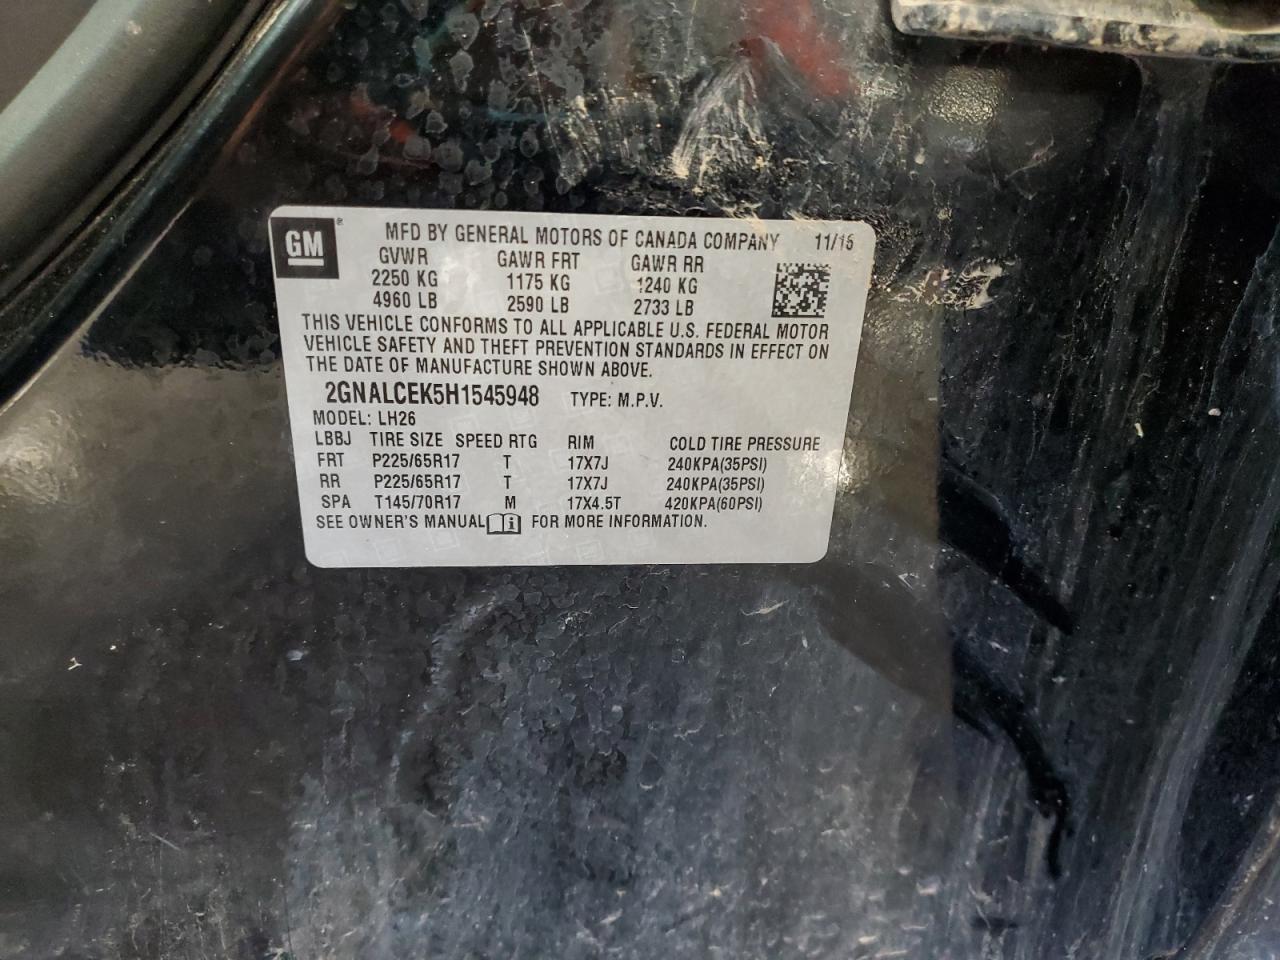 GM ® MFD BY GENERAL MOTORS OF CANADA COMPANY 11/15
GVWR GAWR FRT GAWR RR
2250 KG 1175 KG 1240 KG
4960 LB 2590 LB 2733 LB
THIS VEHICLE CONFORMS TO ALL APPLICABLE U.S. FEDERAL MOTOR
VEHICLE SAFETY AND THEFT PREVENTION STANDARDS IN EFFECT ON
THE DATE OF MANUFACTURE SHOWN ABOVE.
2GNALCEK5H1545948 TYPE: M.P.V.
MODEL: LH26
LBBJ TIRE SIZE SPEED RTG RIM COLD TIRE PRESSURE
FRT P225/65R17 T 17X7J 240KPA(35PSI)
RR P225/65R17 T 17X7J 240KPA(35PSI)
SPA T145/70R17 M 17X4.5T 420KPA(60PSI)
SEE OWNER'S MANUAL i FOR MORE INFORMATION.